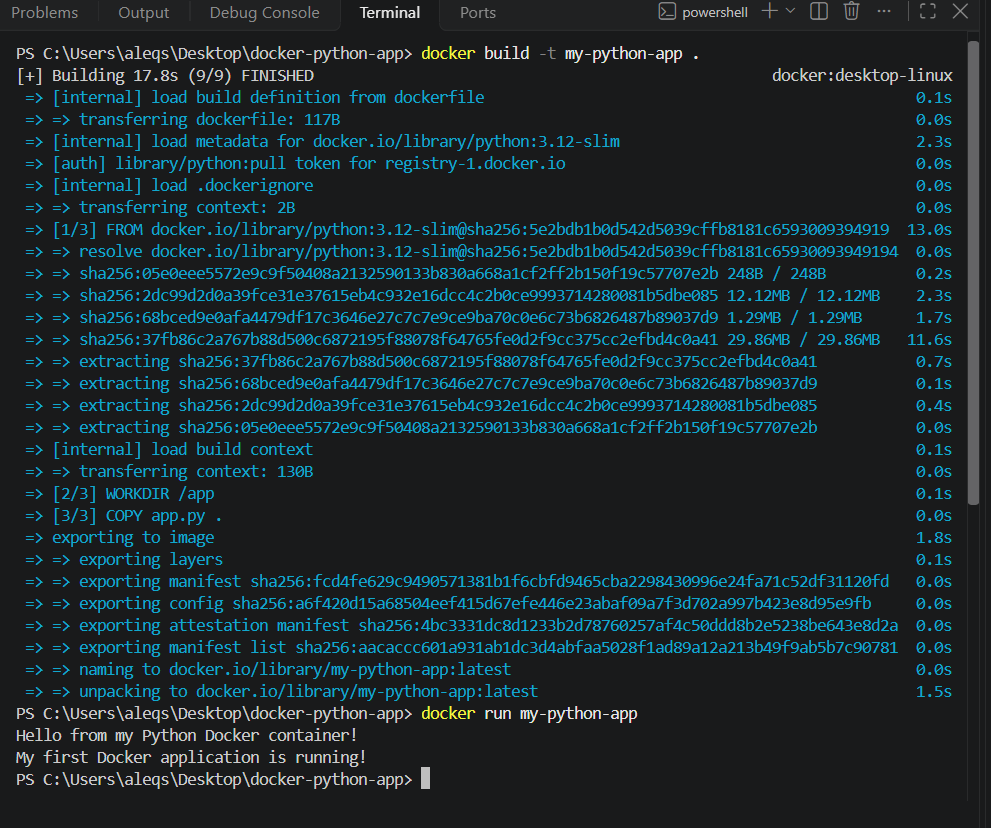 Problems Output Debug Console Terminal Ports powershell
PS C:\Users\aleqs\Desktop\docker-python-app> docker build -t my-python-app .
[+] Building 17.8s (9/9) FINISHED docker:desktop-linux
=> [internal] load build definition from dockerfile 0.1s
=> => transferring dockerfile: 117B 0.0s
=> [internal] load metadata for docker.io/library/python:3.12-slim 2.3s
=> [auth] library/python:pull token for registry-1.docker.io 0.0s
=> [internal] load .dockerignore 0.0s
=> => transferring context: 2B 0.0s
=> [1/3] FROM docker.io/library/python:3.12-slim@sha256:5e2bdb1b0d542d5039cffb8181c6593009394919 13.0s
=> => resolve docker.io/library/python:3.12-slim@sha256:5e2bdb1b0d542d5039cffb8181c65930093949194 0.0s
=> => sha256:05e0eee5572e9c9f50408a2132590133b830a668a1cf2ff2b150f19c57707e2b 248B / 248B 0.2s
=> => sha256:2dc99d2d0a39fce31e37615eb4c932e16dcc4c2b0ce9993714280081b5dbe085 12.12MB / 12.12MB 2.3s
=> => sha256:68bced9e0afa4479df17c3646e27c7c7e9ce9ba70c0e6c73b6826487b89037d9 1.29MB / 1.29MB 1.7s
=> => sha256:37fb86c2a767b88d500c6872195f88078f64765fe0d2f9cc375cc2efbd4c0a41 29.86MB / 29.86MB 11.6s
=> => extracting sha256:37fb86c2a767b88d500c6872195f88078f64765fe0d2f9cc375cc2efbd4c0a41 0.7s
=> => extracting sha256:68bced9e0afa4479df17c3646e27c7c7e9ce9ba70c0e6c73b6826487b89037d9 0.1s
=> => extracting sha256:2dc99d2d0a39fce31e37615eb4c932e16dcc4c2b0ce9993714280081b5dbe085 0.4s
=> => extracting sha256:05e0eee5572e9c9f50408a2132590133b830a668a1cf2ff2b150f19c57707e2b 0.0s
=> [internal] load build context 0.1s
=> => transferring context: 130B 0.0s
=> [2/3] WORKDIR /app 0.1s
=> [3/3] COPY app.py . 0.0s
=> exporting to image 1.8s
=> => exporting layers 0.1s
=> => exporting manifest sha256:fcd4fe629c9490571381b1f6cbfd9465cba2298430996e24fa71c52df31120fd 0.0s
=> => exporting config sha256:a6f420d15a68504eef415d67efe446e23abaf09a7f3d702a997b423e8d95e9fb 0.0s
=> => exporting attestation manifest sha256:4bc3331dc8d1233b2d78760257af4c50ddd8b2e5238be643e8d2a 0.0s
=> => exporting manifest list sha256:aacaccc601a931ab1dc3d4abfaa5028f1ad89a12a213b49f9ab5b7c90781 0.0s
=> => naming to docker.io/library/my-python-app:latest 0.0s
=> => unpacking to docker.io/library/my-python-app:latest 1.5s
PS C:\Users\aleqs\Desktop\docker-python-app> docker run my-python-app
Hello from my Python Docker container!
My first Docker application is running!
PS C:\Users\aleqs\Desktop\docker-python-app>